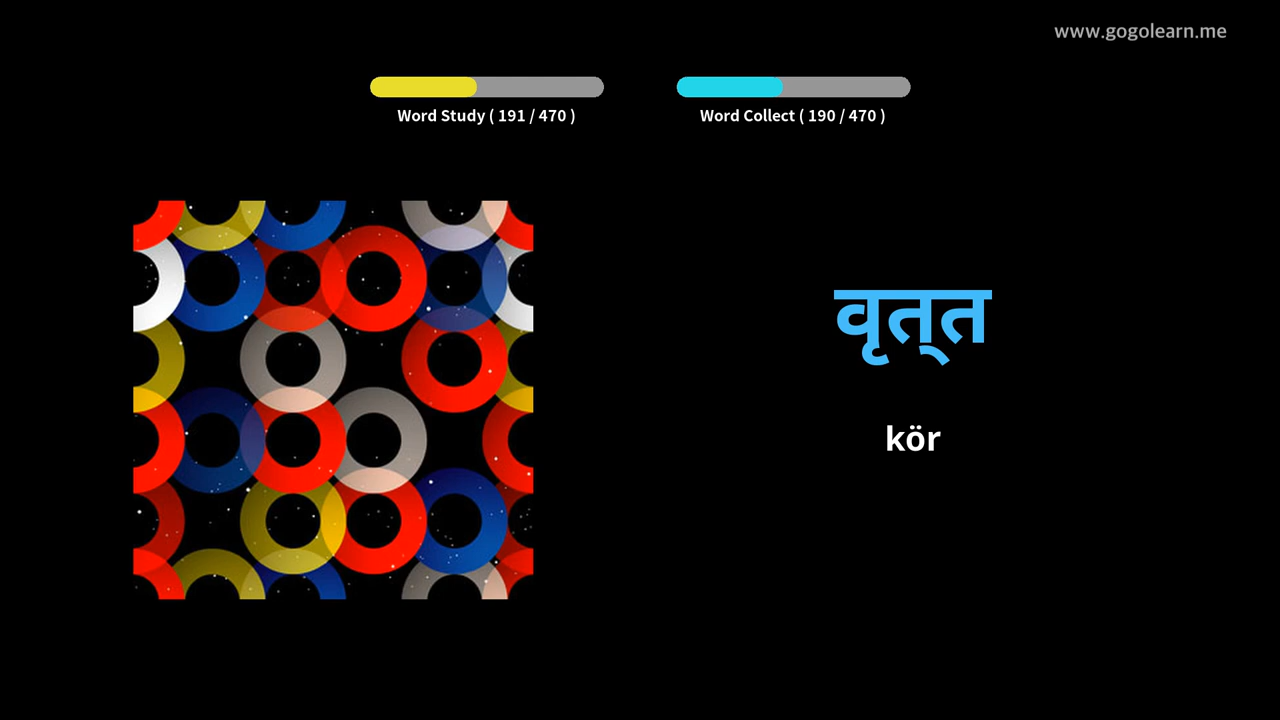 www.gogolearn.me
Word Study ( 191 / 470 )
Word Collect ( 190 / 470 )
वृत्‌त
kör